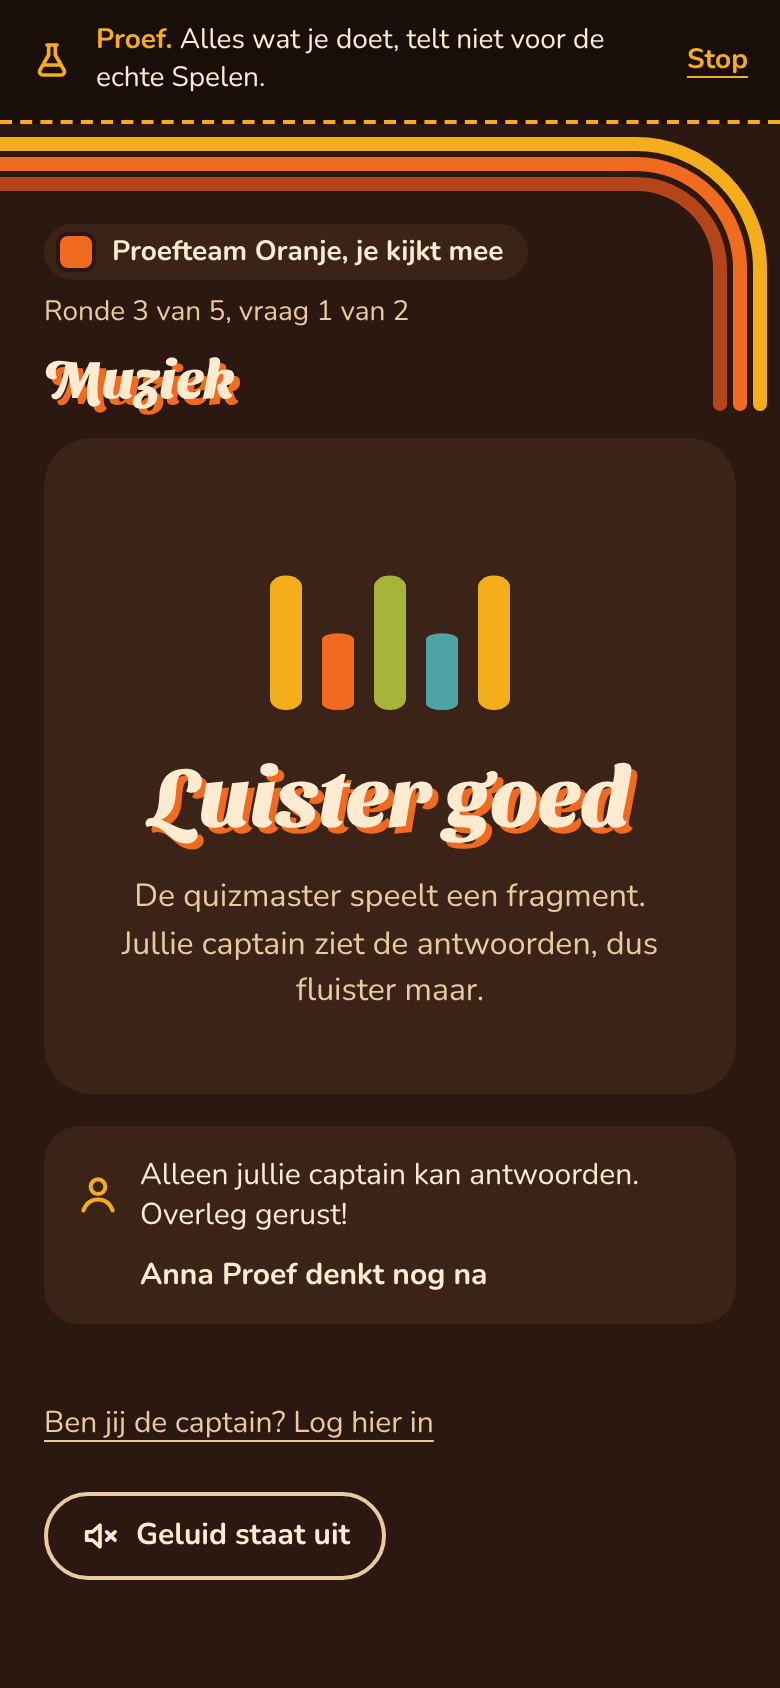 Proef. Alles wat je doet, telt niet voor de
echte Spelen.
Stop
Proefteam Oranje, je kijkt mee
Ronde 3 van 5, vraag 1 van 2
Muziek
Luister goed
De quizmaster speelt een fragment.
Jullie captain ziet de antwoorden, dus
fluister maar.
Alleen jullie captain kan antwoorden.
Overleg gerust!
Anna Proef denkt nog na
Ben jij de captain? Log hier in
Geluid staat uit